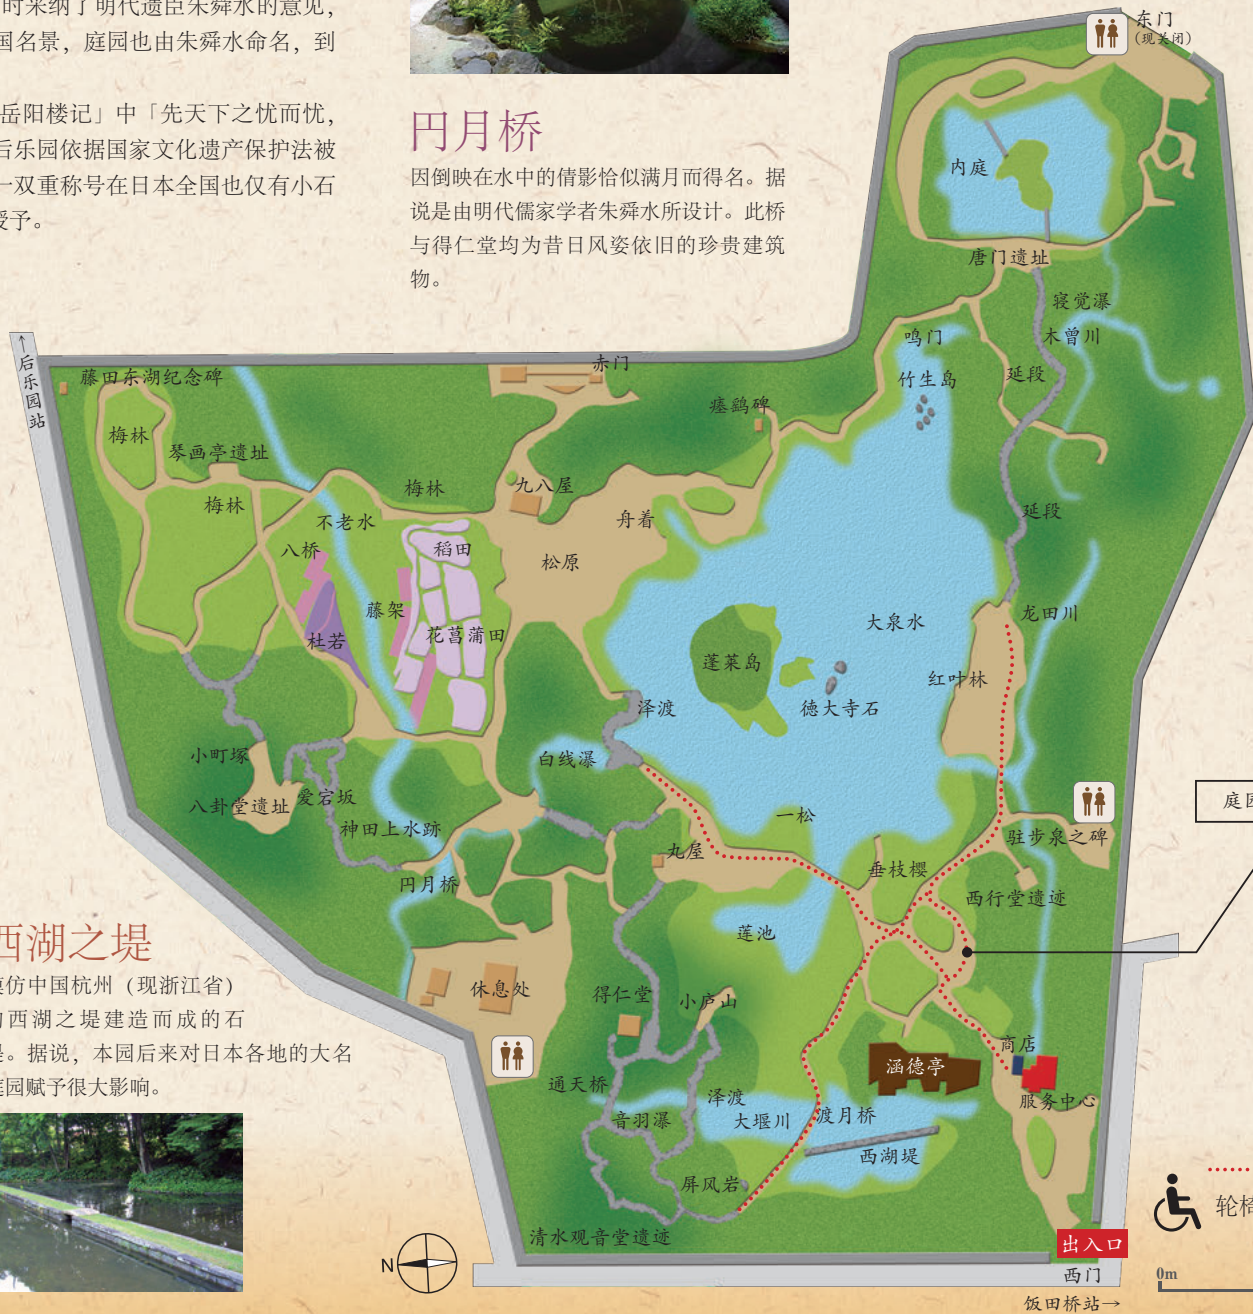 时采纳了明代遗臣朱舜水的意见，
国名景，庭园也由朱舜水命名，到
岳阳楼记」中「先天下之忧而忧，
后乐园依据国家文化遗产保护法被
一双重称号在日本全国也仅有小石
授予。
円月桥
因倒映在水中的倩影恰似满月而得名。据
说是由明代儒家学者朱舜水所设计。此桥
与得仁堂均为昔日风姿依旧的珍贵建筑
物。
东门
（现关闭）
内庭
唐门遗址
寝觉瀑
木曾川
鸣门
竹生岛
延段
←后乐园站
藤田东湖纪念碑
赤门
瘗鹞碑
梅林
琴画亭遗址
梅林
梅林
九八屋
不老水
舟着
延段
八桥
稻田
松原
藤架
花菖蒲田
杜若
大泉水
龙田川
蓬莱岛
红叶林
泽渡
德大寺石
小町塚
白线瀑
八卦堂遗址
爱宕坂
神田上水跡
一松
庭园
驻步泉之碑
丸屋
円月桥
垂枝樱
西行堂遗迹
莲池
西湖之堤
模仿中国杭州（现浙江省）
的西湖之堤建造而成的石
堤。据说，本园后来对日本各地的大名
庭园赋予很大影响。
休息处
得仁堂
小庐山
商店
涵德亭
通天桥
泽渡
服务中心
音羽瀑
大堰川
渡月桥
西湖堤
屏风岩
轮椅
清水观音堂遗迹
N
出入口
西门
0m
饭田桥站→